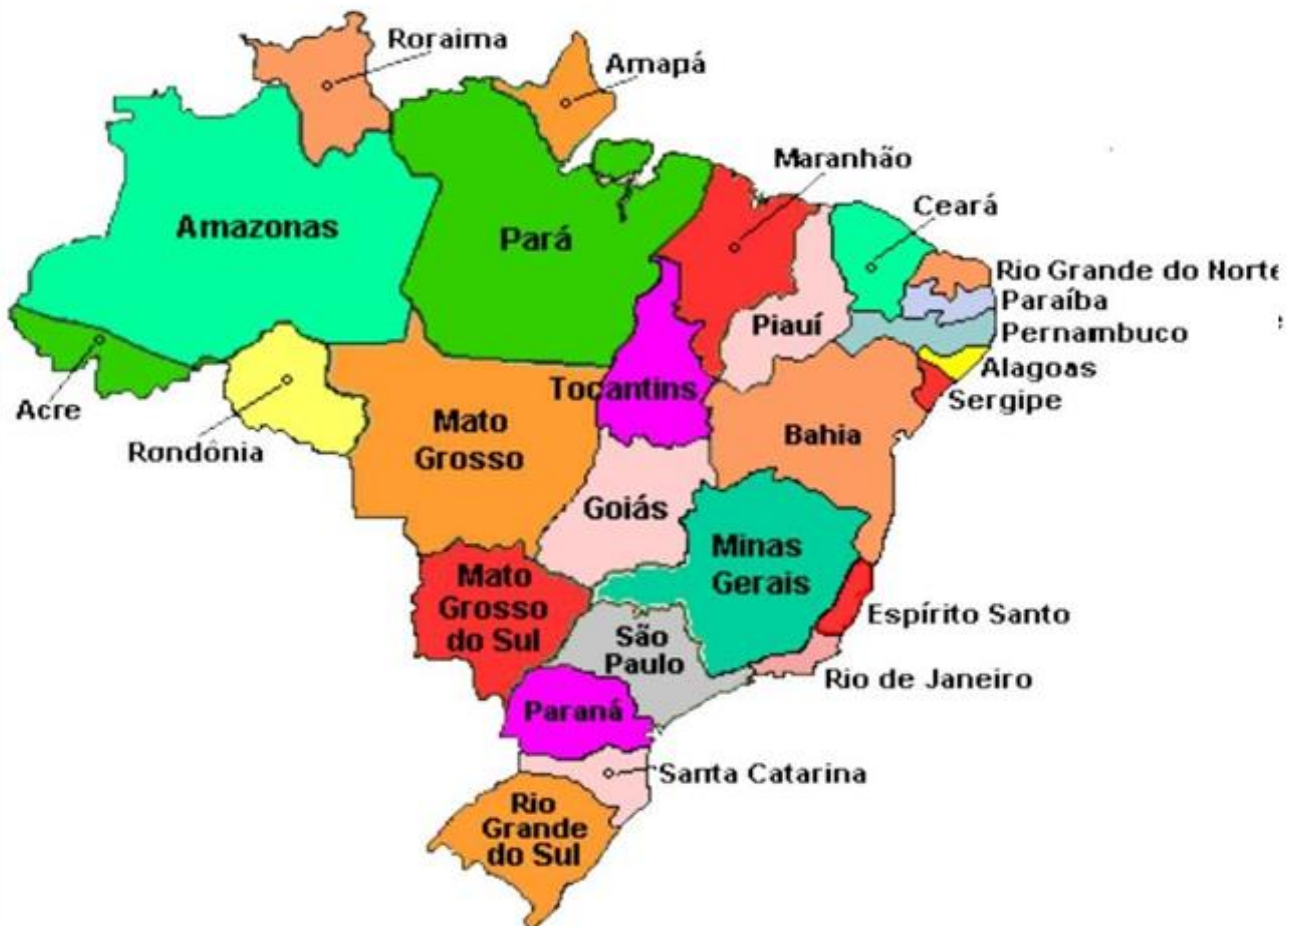 Roraima
Amapá
Maranhão
Ceará
Amazonas
Pará
Rio Grande do Norte
Paraíba
Piauí
Pernambuco
Alagoas
Tocantins
Sergipe
Acre
Rondônia
Mato
Grosso
Bahia
Goiás
Minas
Gerais
Mato
Grosso
do Sul
Espírito Santo
São
Paulo
Rio de Janeiro
Paraná
Santa Catarina
Rio
Grande
do Sul